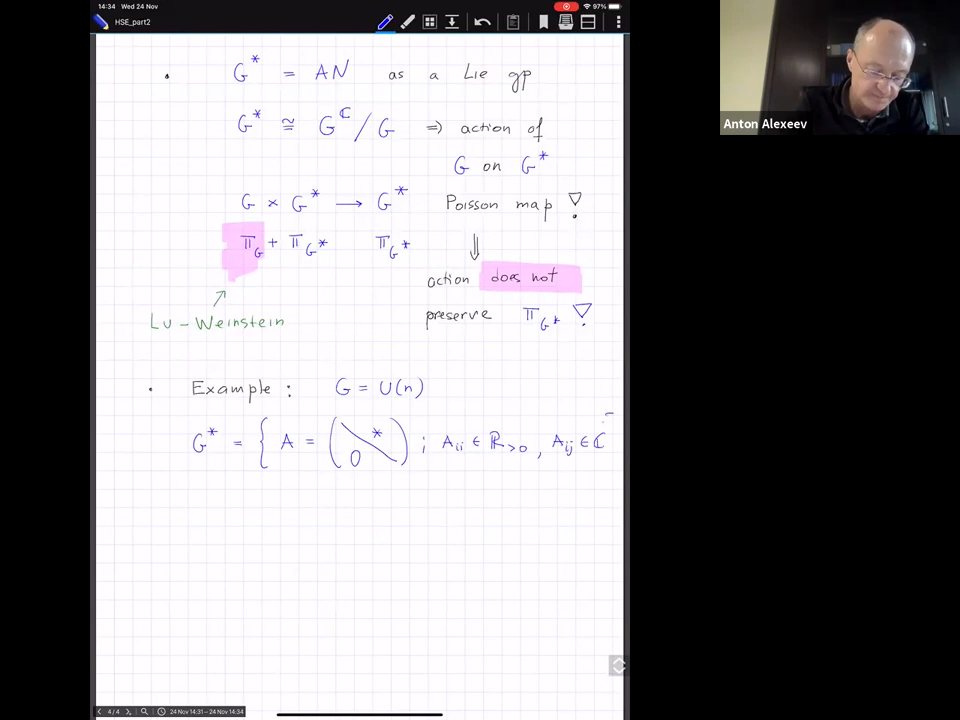 14:34 Wed 24 Nov
97%
HSE_part2
Anton Alexeev
• G* = AN as a Lie gp
G* ≅ G^ℂ / G ⇒ action of
G on G*
G × G* ⟶ G* Poisson map !
π_G + π_G* π_G* ⇓
action does not
preserve π_G* !
↗
Lu - Weinstein
• Example : G = U(n)
G* = { A = ( * 0 ) ; A_ii ∈ ℝ_>0 , A_ij ∈ ℂ
4/4
24 Nov 14:31–24 Nov 14:34